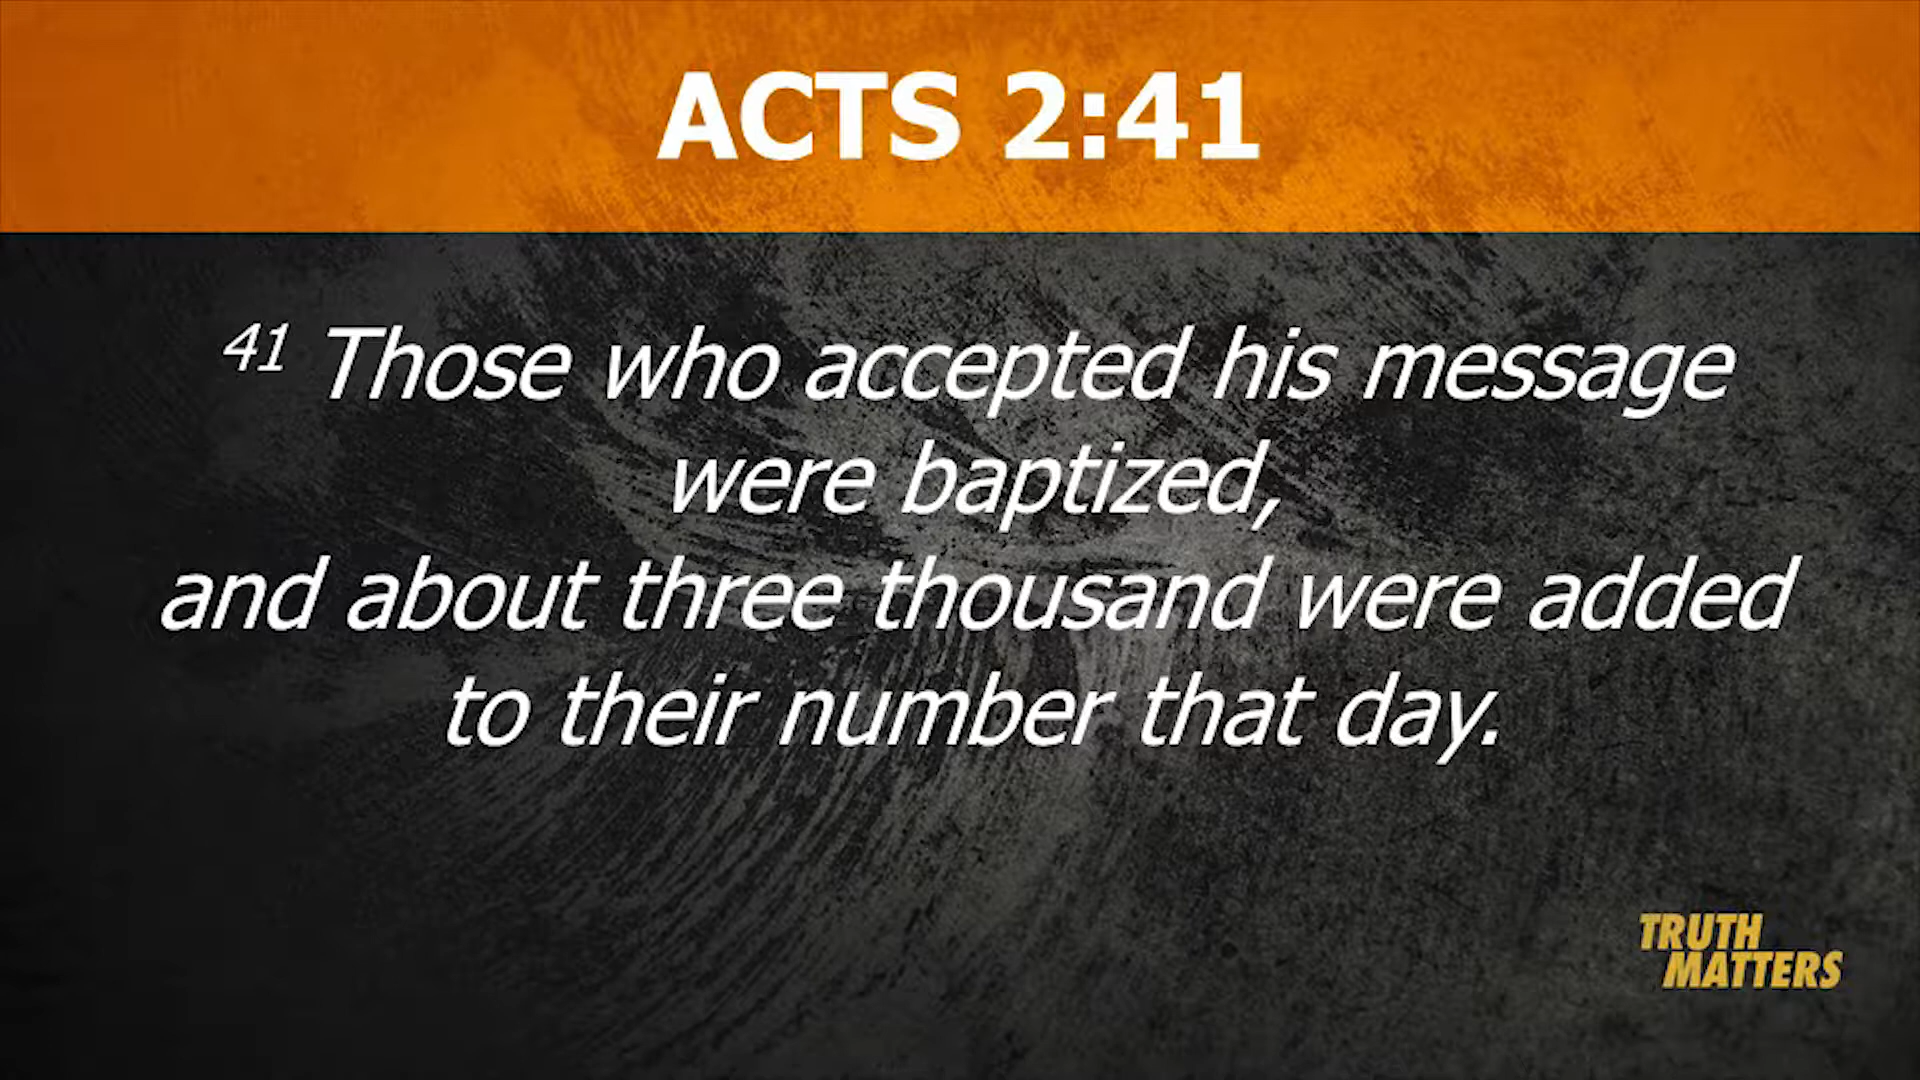 ACTS 2:41
41 Those who accepted his message
were baptized,
and about three thousand were added
to their number that day.
TRUTH
MATTERS